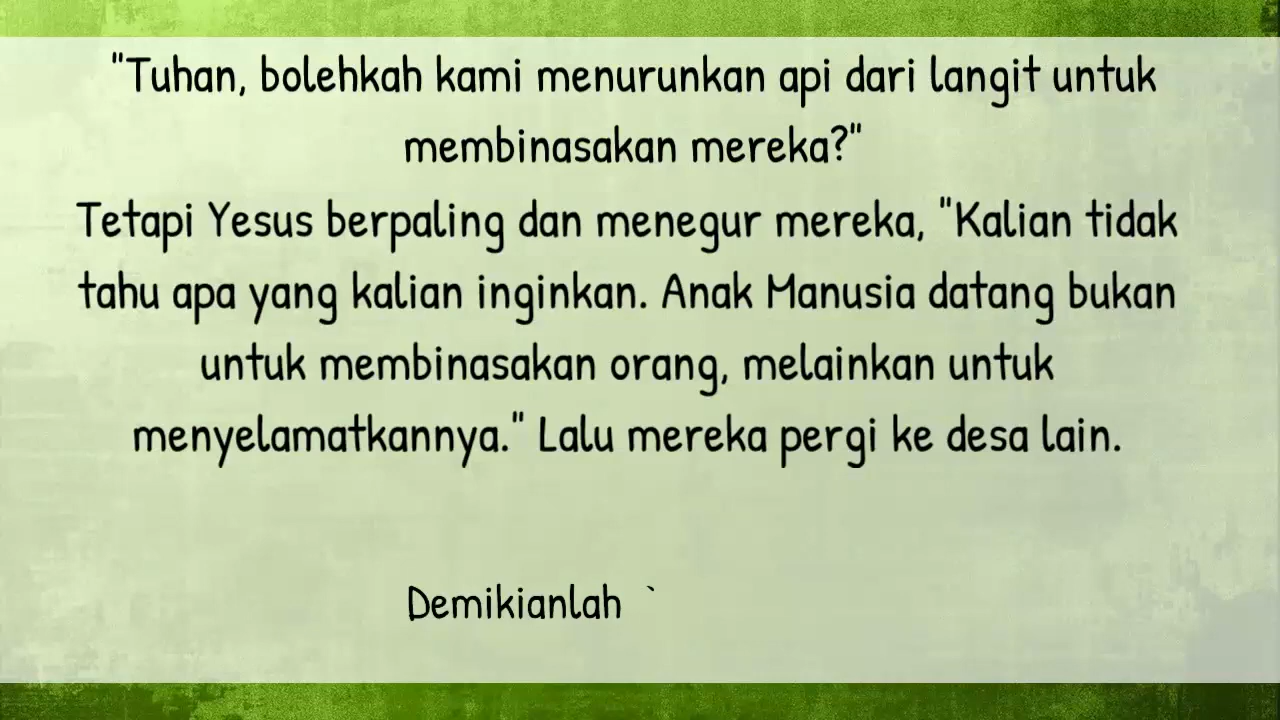 "Tuhan, bolehkah kami menurunkan api dari langit untuk
membinasakan mereka?"
Tetapi Yesus berpaling dan menegur mereka, "Kalian tidak
tahu apa yang kalian inginkan. Anak Manusia datang bukan
untuk membinasakan orang, melainkan untuk
menyelamatkannya." Lalu mereka pergi ke desa lain.
Demikianlah `